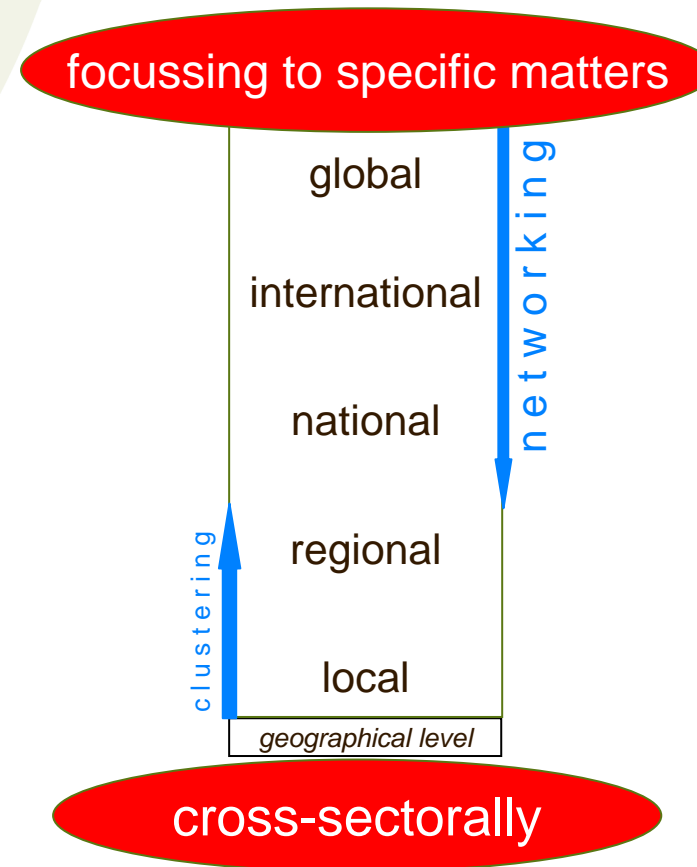 focussing to specific matters
global
networking
international
national
regional
clustering
local
geographical level
cross-sectorally